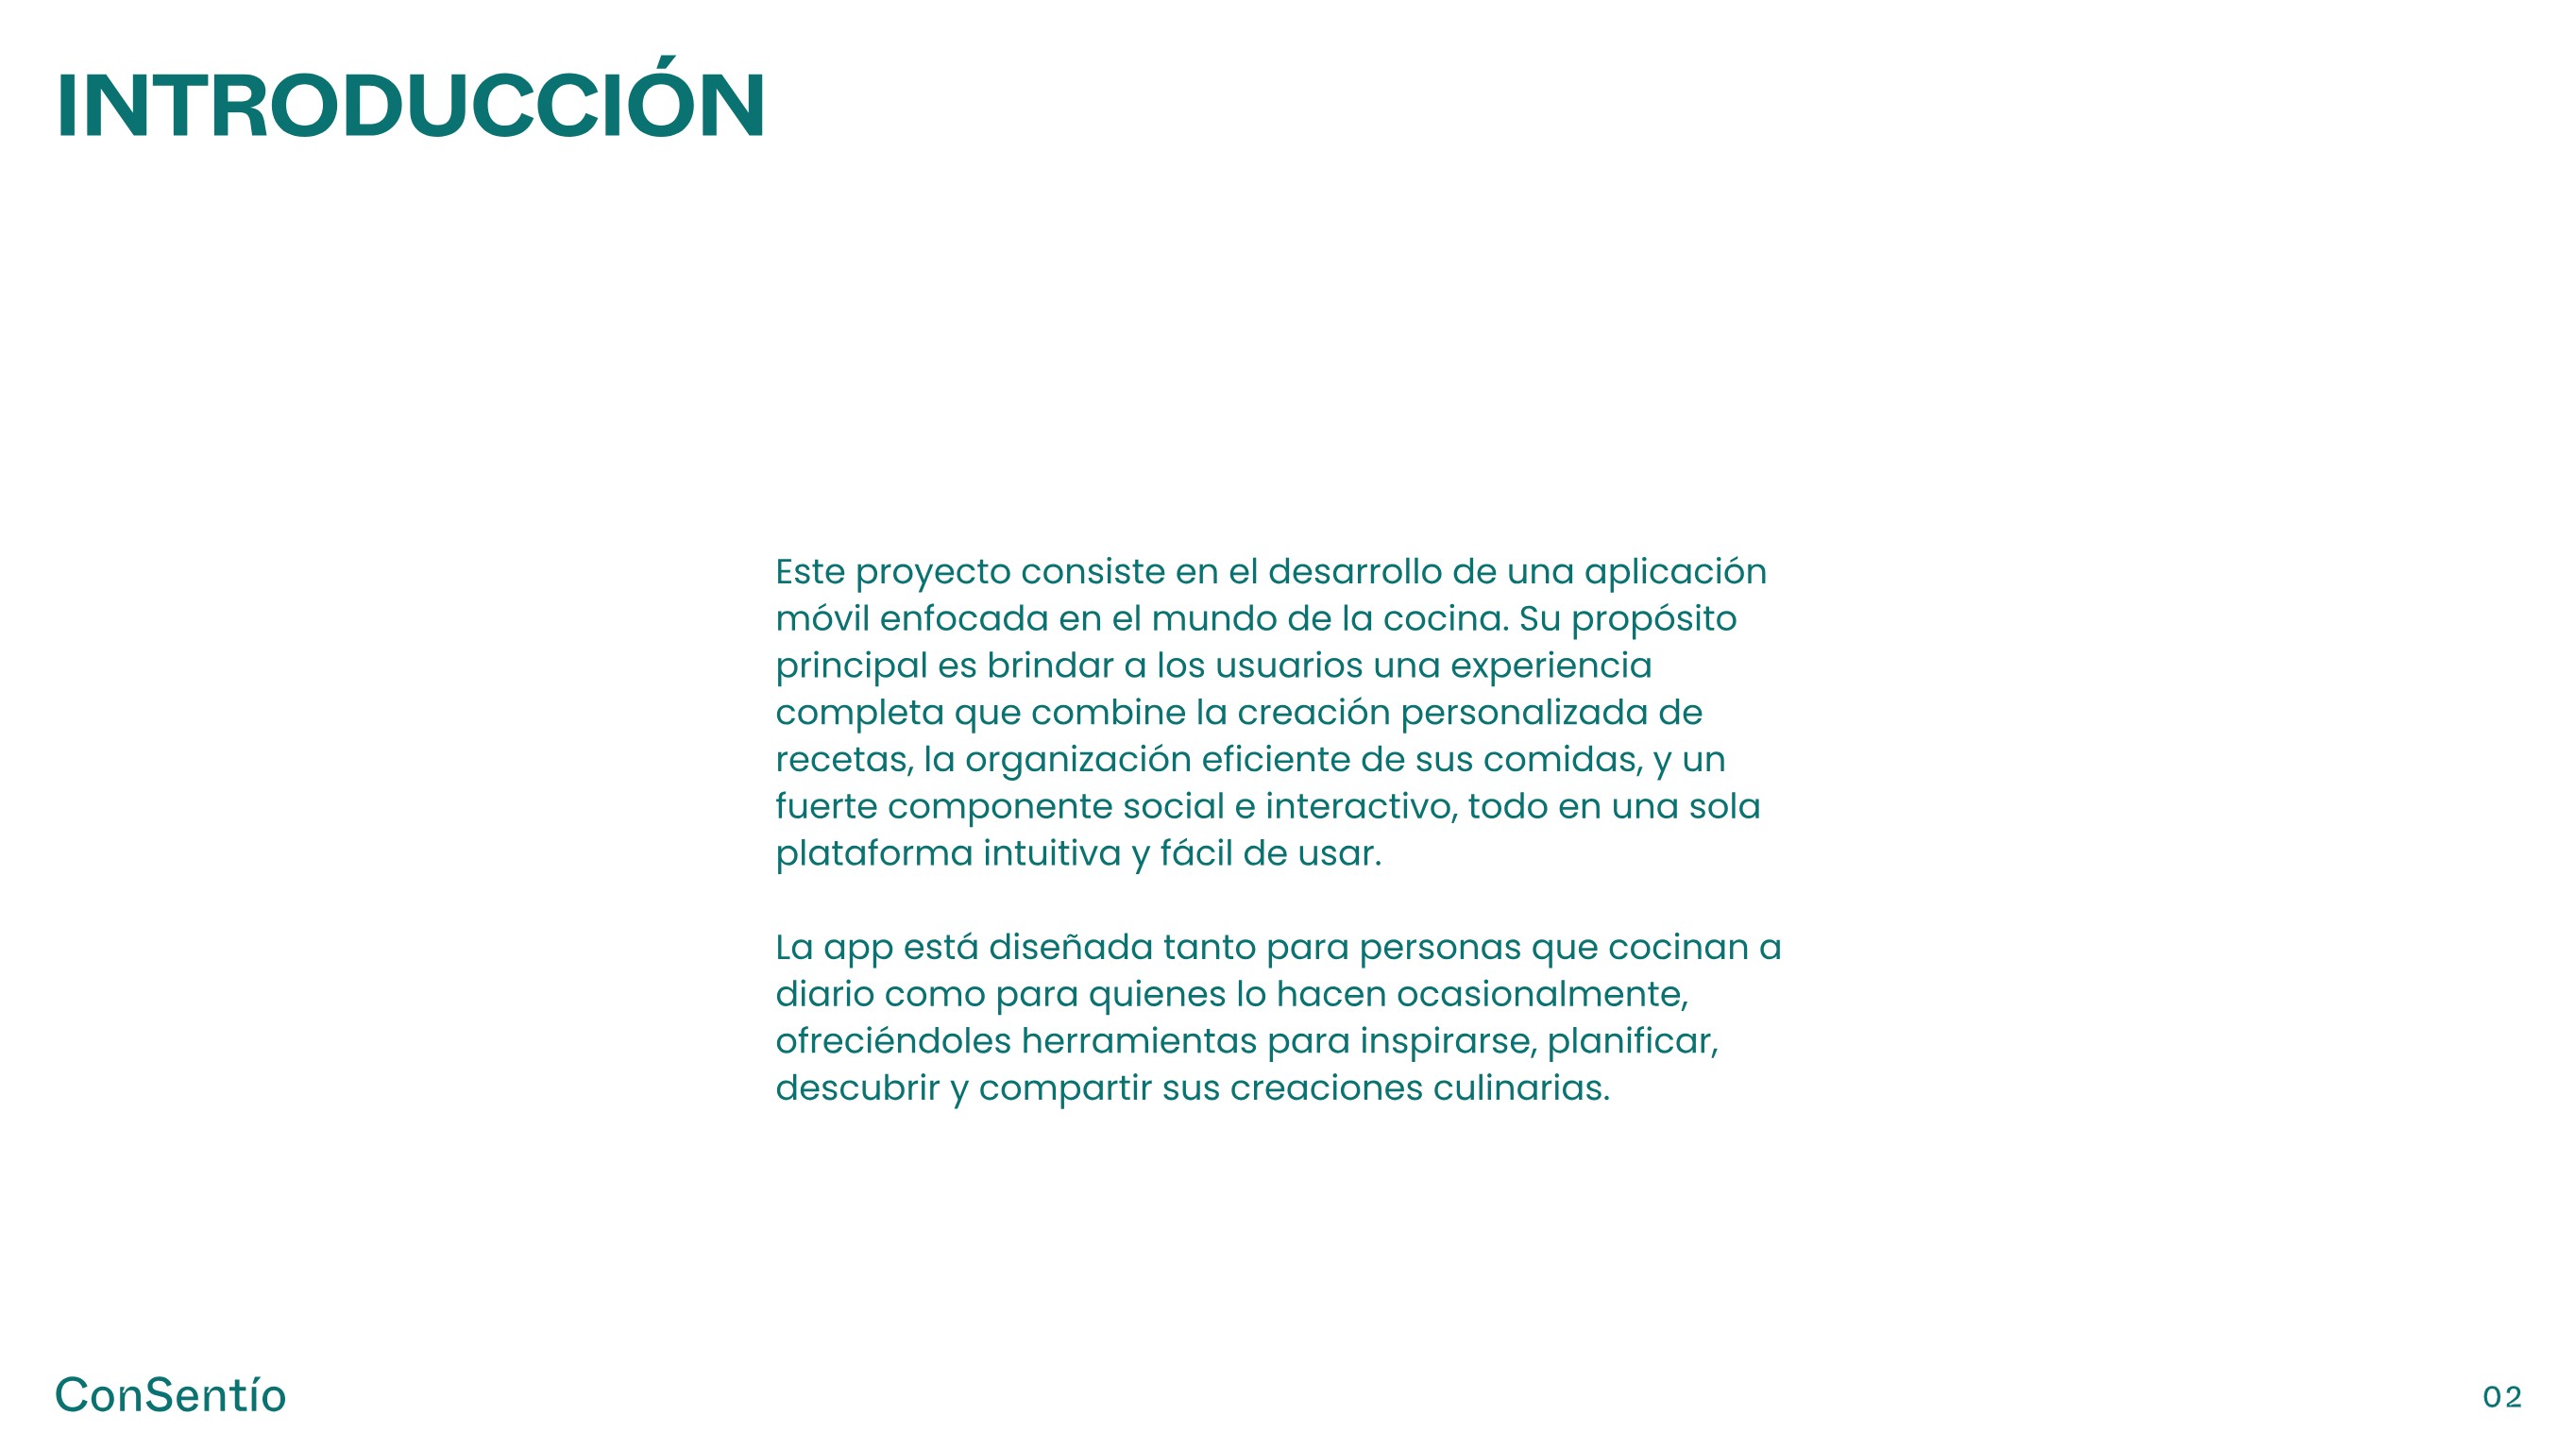 INTRODUCCIÓN
Este proyecto consiste en el desarrollo de una aplicación
móvil enfocada en el mundo de la cocina. Su propósito
principal es brindar a los usuarios una experiencia
completa que combine la creación personalizada de
recetas, la organización eficiente de sus comidas, y un
fuerte componente social e interactivo, todo en una sola
plataforma intuitiva y fácil de usar.
La app está diseñada tanto para personas que cocinan a
diario como para quienes lo hacen ocasionalmente,
ofreciéndoles herramientas para inspirarse, planificar,
descubrir y compartir sus creaciones culinarias.
ConSentío
02